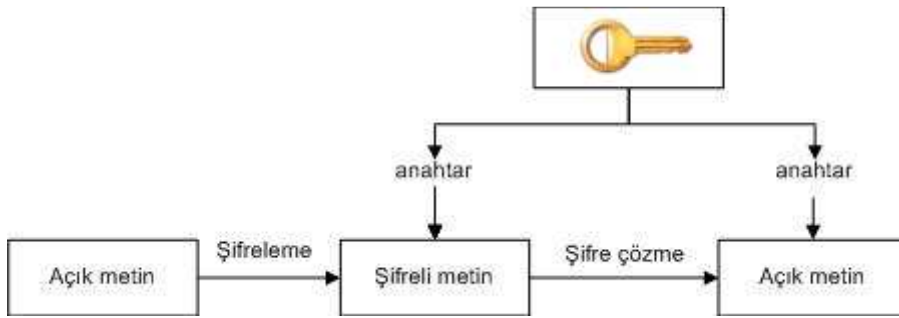 anahtar
anahtar
Şifreleme
Şifre çözme
Açık metin
Şifreli metin
Açık metin